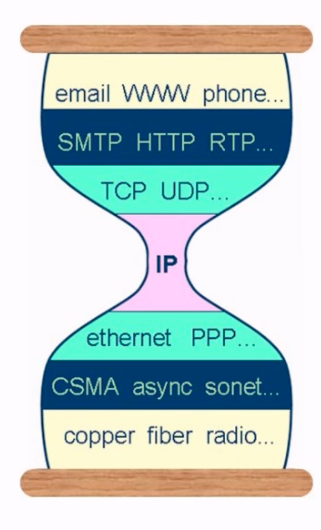 email WWW phone...
SMTP HTTP RTP...
TCP UDP...
IP
ethernet PPP...
CSMA async sonet...
copper fiber radio...